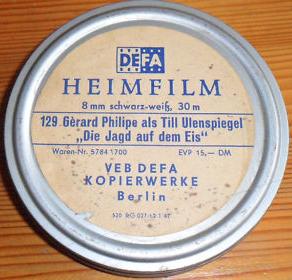 DEFA
HEIMFILM
8 mm schwarz-weiß, 30 m
129 Gèrard Philipe als Till Ulenspiegel
„Die Jagd auf dem Eis“
Waren-Nr. 5784 1700 EVP 15,— DM
VEB DEFA
KOPIERWERKE
Berlin